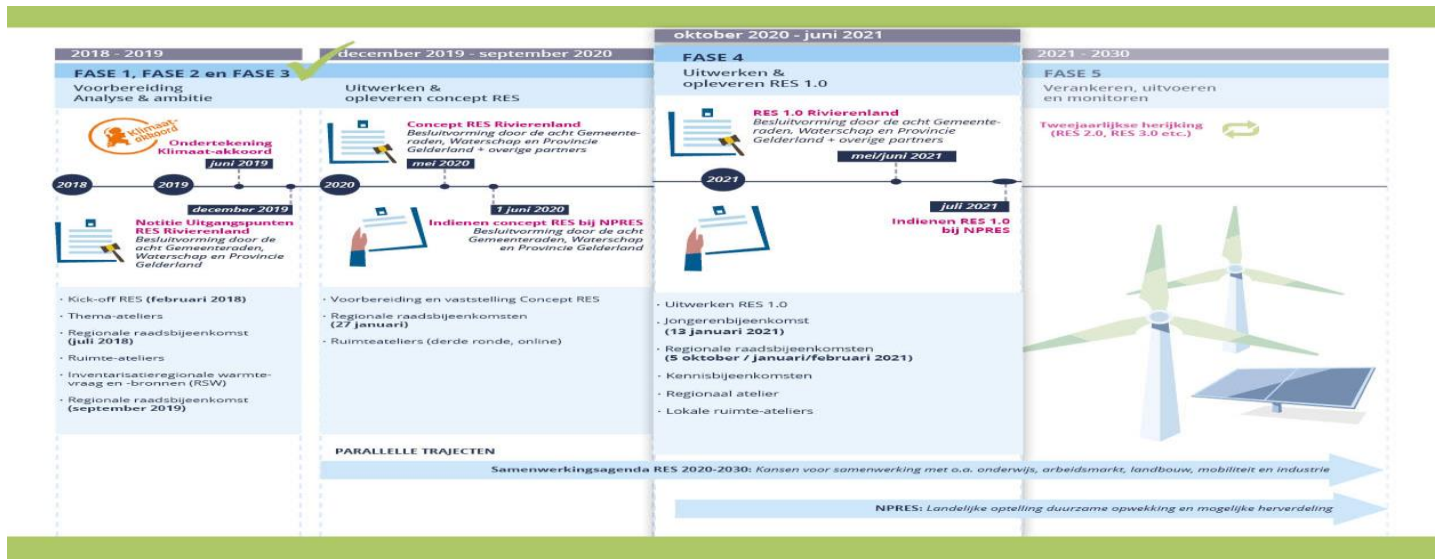 2018 - 2019
FASE 1, FASE 2 en FASE 3
Voorbereiding
Analyse & ambitie
Klimaat-
akkoord
Ondertekening
Klimaat-akkoord
juni 2019
2018
2019
december 2019
Notitie Uitgangspunten
RES Rivierenland
Besluitvorming door de
acht Gemeenteraden,
Waterschap en Provincie
Gelderland
· Kick-off RES (februari 2018)
· Thema-ateliers
· Regionale raadsbijeenkomst
(juli 2018)
· Ruimte-ateliers
· Inventarisatieregionale warmte-
vraag en -bronnen (RSW)
· Regionale raadsbijeenkomst
(september 2019)
december 2019 - september 2020
Uitwerken &
opleveren concept RES
Concept RES Rivierenland
Besluitvorming door de acht Gemeente-
raden, Waterschap en Provincie
Gelderland + overige partners
mei 2020
2020
1 juni 2020
Indienen concept RES bij NPRES
Besluitvorming door de acht
Gemeenteraden, Waterschap
en Provincie Gelderland
· Voorbereiding en vaststelling Concept RES
· Regionale raadsbijeenkomsten
(27 januari)
· Ruimteateliers (derde ronde, online)
oktober 2020 - juni 2021
FASE 4
Uitwerken &
opleveren RES 1.0
RES 1.0 Rivierenland
Besluitvorming door de acht Gemeente-
raden, Waterschap en Provincie
Gelderland + overige partners
mei/juni 2021
2021
juli 2021
Indienen RES 1.0
bij NPRES
· Uitwerken RES 1.0
. Jongerenbijeenkomst
(13 januari 2021)
· Regionale raadsbijeenkomsten
(5 oktober / januari/februari 2021)
· Kennisbijeenkomsten
· Regionaal atelier
· Lokale ruimte-ateliers
2021 - 2030
FASE 5
Verankeren, uitvoeren
en monitoren
Tweejaarlijkse herijking
(RES 2.0, RES 3.0 etc.)
PARALLELLE TRAJECTEN
Samenwerkingsagenda RES 2020-2030: Kansen voor samenwerking met o.a. onderwijs, arbeidsmarkt, landbouw, mobiliteit en industrie
NPRES: Landelijke optelling duurzame opwekking en mogelijke herverdeling